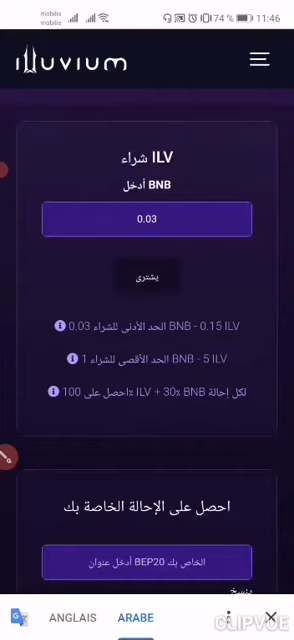 mobilis
mobilis
74 % 11:46
ILLUVIUM
شراء ILV
أدخل BNB
0.03
يشترى
الحد الأدنى للشراء 0.03 BNB - 0.15 ILV
الحد الأقصى للشراء 1 BNB - 5 ILV
احصل على 100٪ ILV + 30٪ BNB لكل إحالة
احصل على الإحالة الخاصة بك
أدخل عنوان BEP20 الخاص بك
ينسخ
ANGLAIS ARABE
CLIPVUE